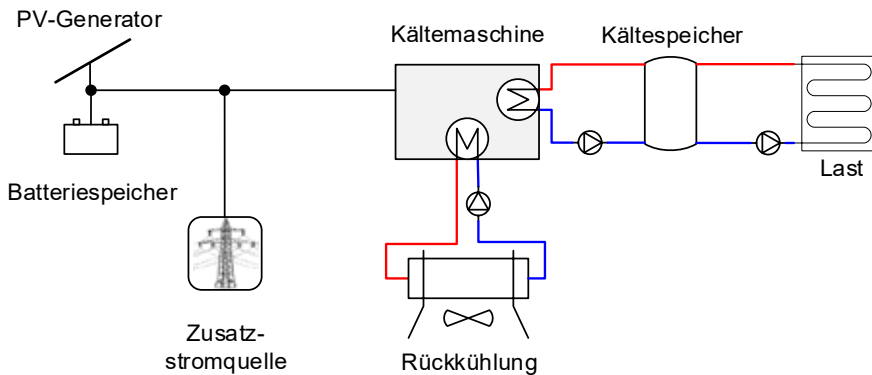 PV-Generator
Kältemaschine
Kältespeicher
Batteriespeicher
Last
Zusatz-
stromquelle
Rückkühlung